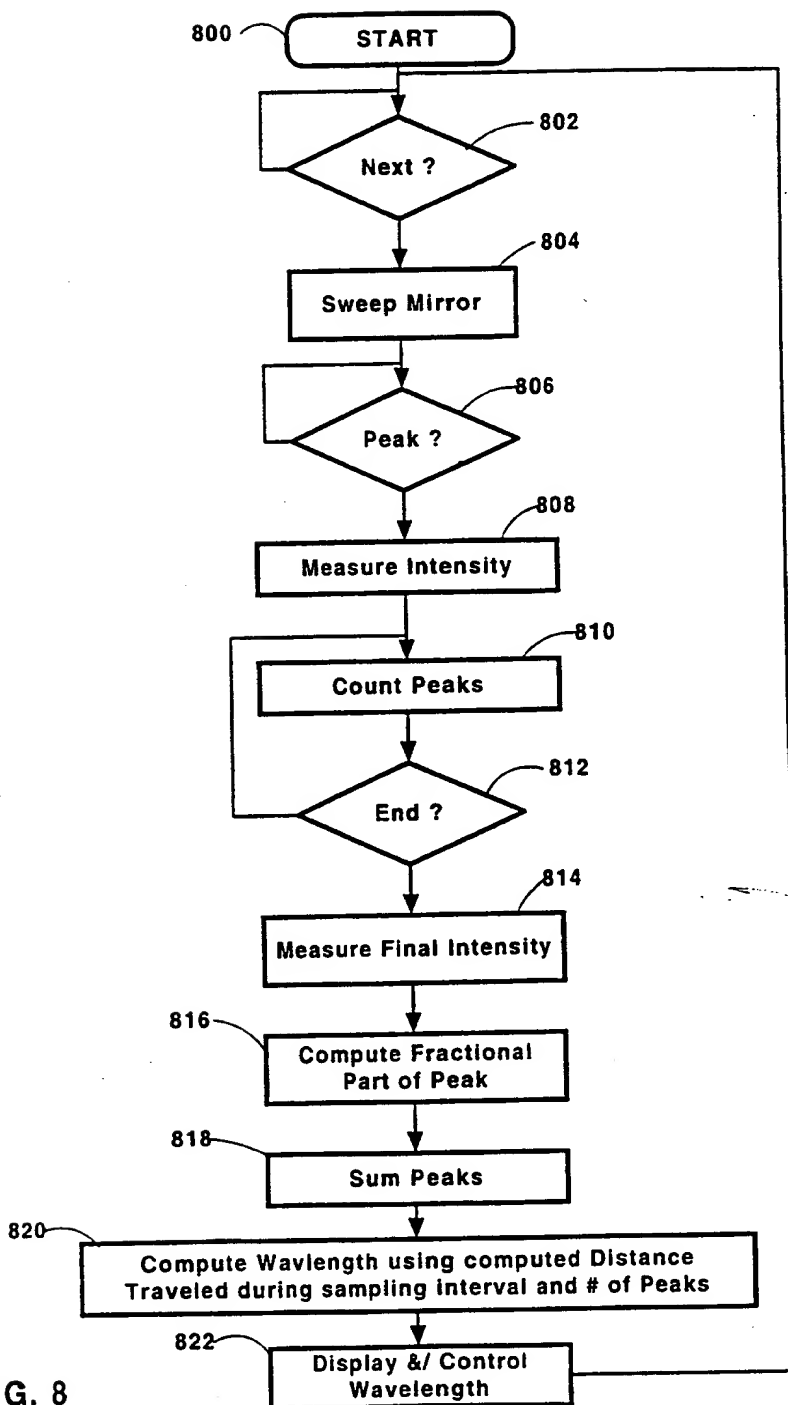 800
START
802
Next ?
804
Sweep Mirror
806
Peak ?
808
Measure Intensity
810
Count Peaks
812
End ?
814
Measure Final Intensity
816
Compute Fractional
Part of Peak
818
Sum Peaks
820
Compute Wavlength using computed Distance
Traveled during sampling interval and # of Peaks
822
Display &/ Control
Wavelength
G. 8